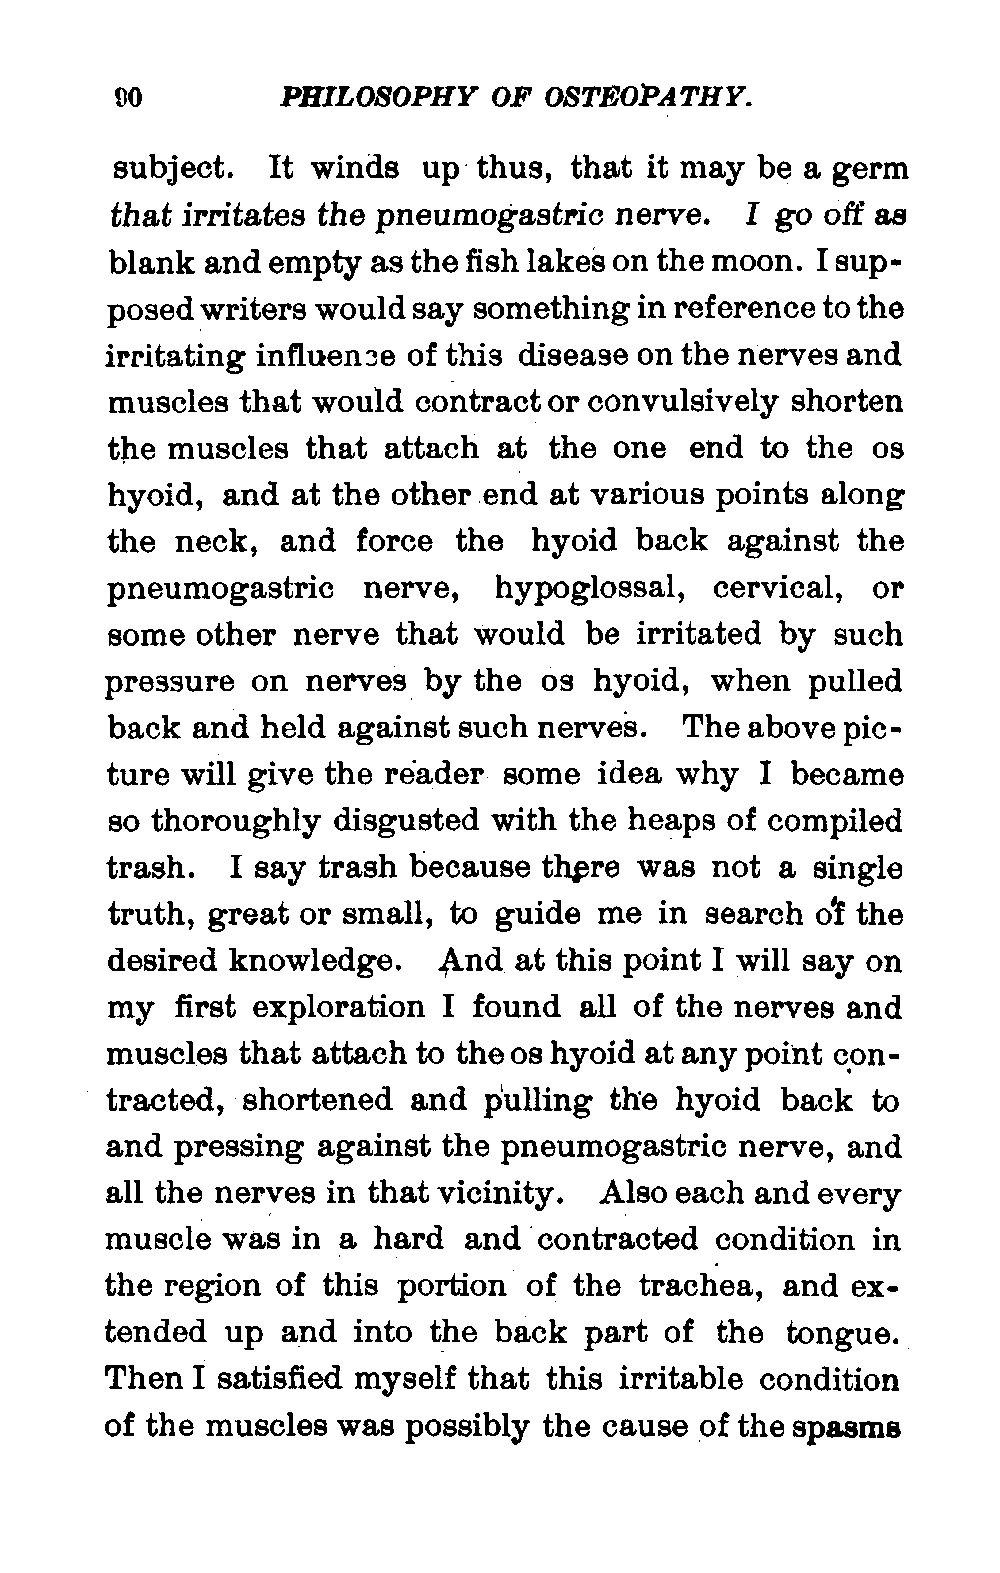 90 PHILOSOPHY OF OSTEOPATHY.
subject. It winds up thus, that it may be a germ
that irritates the pneumogastric nerve. I go off as
blank and empty as the fish lakes on the moon. I sup-
posed writers would say something in reference to the
irritating influence of this disease on the nerves and
muscles that would contract or convulsively shorten
the muscles that attach at the one end to the os
hyoid, and at the other end at various points along
the neck, and force the hyoid back against the
pneumogastric nerve, hypoglossal, cervical, or
some other nerve that would be irritated by such
pressure on nerves by the os hyoid, when pulled
back and held against such nerves. The above pic-
ture will give the reader some idea why I became
so thoroughly disgusted with the heaps of compiled
trash. I say trash because there was not a single
truth, great or small, to guide me in search of the
desired knowledge. And at this point I will say on
my first exploration I found all of the nerves and
muscles that attach to the os hyoid at any point con-
tracted, shortened and pulling the hyoid back to
and pressing against the pneumogastric nerve, and
all the nerves in that vicinity. Also each and every
muscle was in a hard and contracted condition in
the region of this portion of the trachea, and ex-
tended up and into the back part of the tongue.
Then I satisfied myself that this irritable condition
of the muscles was possibly the cause of the spasms